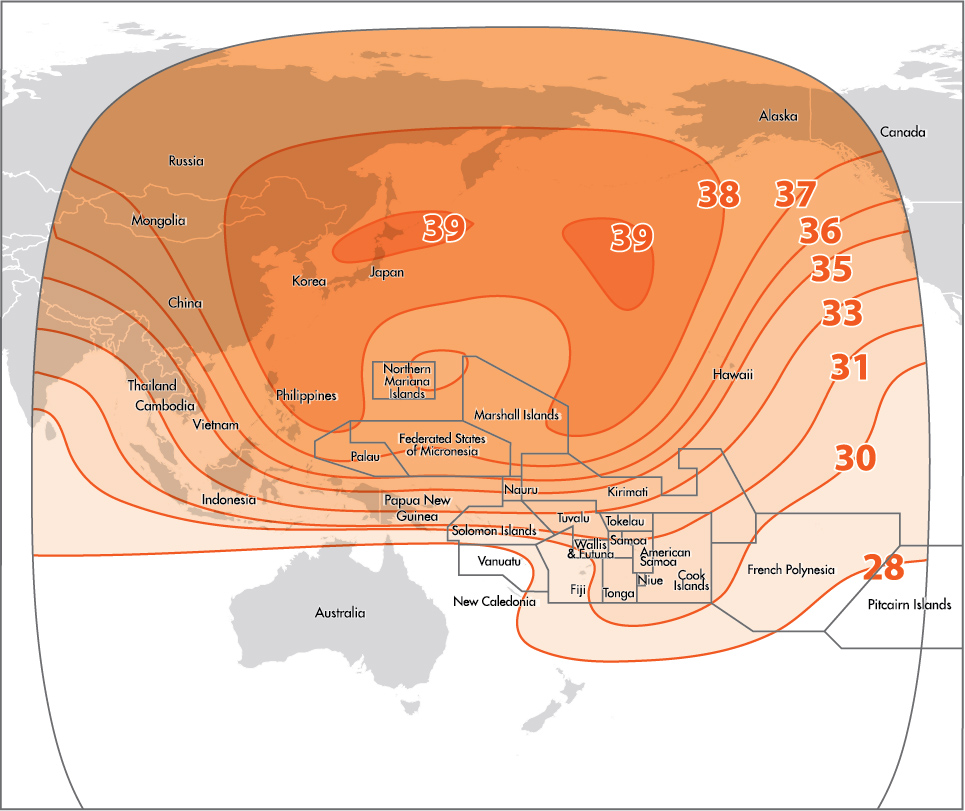 Alaska
Canada
Russia
38
37
Mongolia
39
39
36
35
Korea
Japan
China
33
31
Northern
Mariana
Islands
Hawaii
Thailand
Philippines
Cambodia
Marshall Islands
Vietnam
Federated States
of Micronesia
Palau
30
Nauru
Kirimati
Indonesia
Papua New
Guinea
Tuvalu
Tokelau
Solomon Islands
Samoa
Wallis
& Futuna
American
Samoa
Vanuatu
French Polynesia
28
Niue
Cook
Islands
Fiji
Tonga
New Caledonia
Pitcairn Islands
Australia